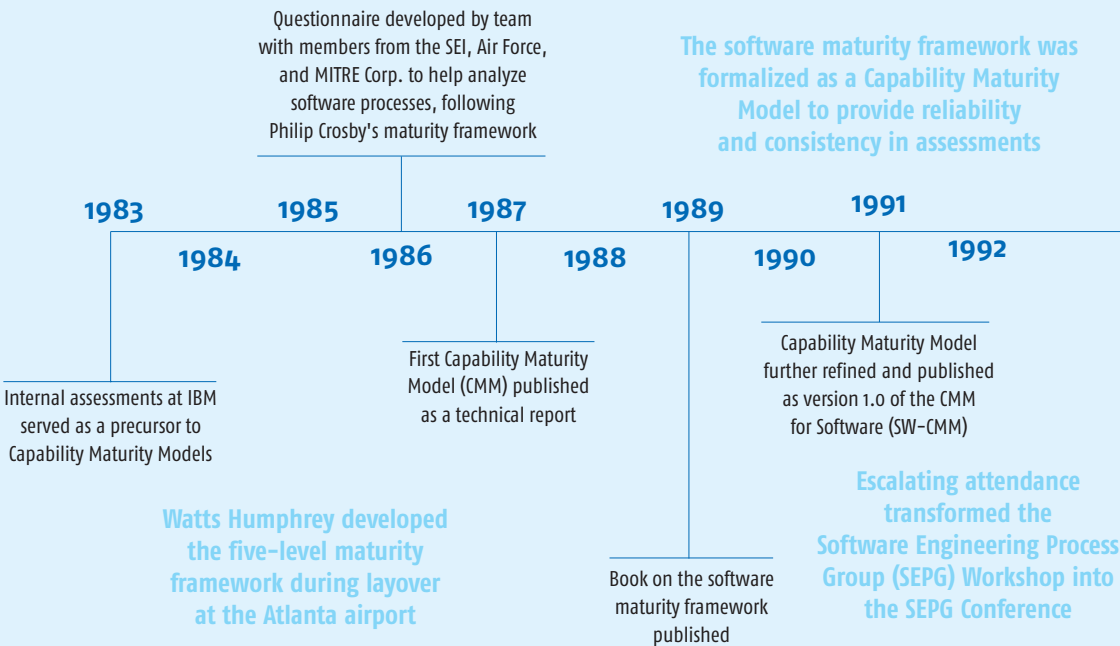 Questionnaire developed by team
with members from the SEI, Air Force,
and MITRE Corp. to help analyze
software processes, following
Philip Crosby's maturity framework
The software maturity framework was
formalized as a Capability Maturity
Model to provide reliability
and consistency in assessments
1983
1985
1987
1989
1991
1984
1986
1988
1990
1992
Internal assessments at IBM
served as a precursor to
Capability Maturity Models
First Capability Maturity
Model (CMM) published
as a technical report
Capability Maturity Model
further refined and published
as version 1.0 of the CMM
for Software (SW-CMM)
Watts Humphrey developed
the five-level maturity
framework during layover
at the Atlanta airport
Book on the software
maturity framework
published
Escalating attendance
transformed the
Software Engineering Process
Group (SEPG) Workshop into
the SEPG Conference